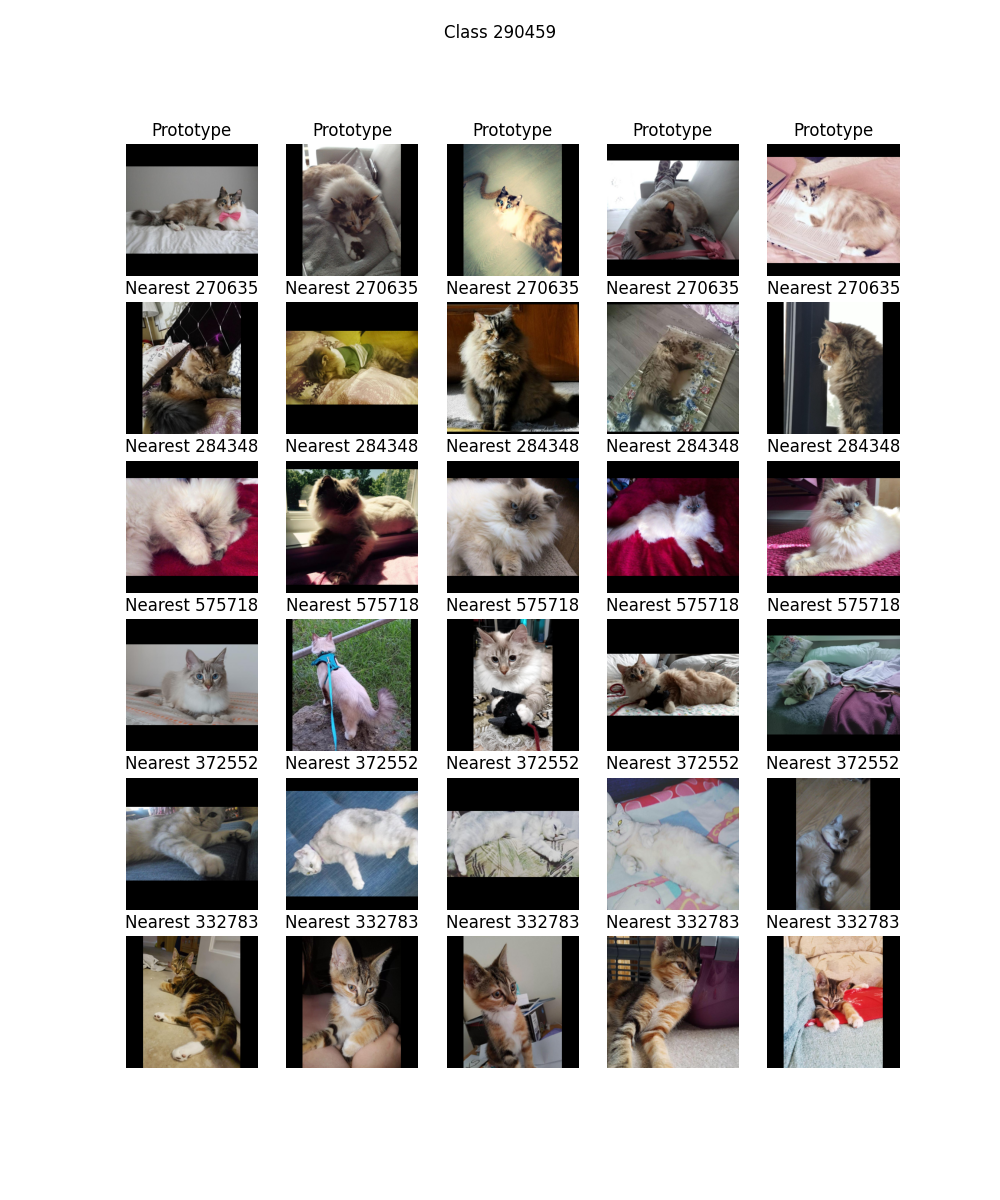 Class 290459
Prototype Prototype Prototype Prototype Prototype
Nearest 270635 Nearest 270635 Nearest 270635 Nearest 270635 Nearest 270635
Nearest 284348 Nearest 284348 Nearest 284348 Nearest 284348 Nearest 284348
Nearest 575718 Nearest 575718 Nearest 575718 Nearest 575718 Nearest 575718
Nearest 372552 Nearest 372552 Nearest 372552 Nearest 372552 Nearest 372552
Nearest 332783 Nearest 332783 Nearest 332783 Nearest 332783 Nearest 332783